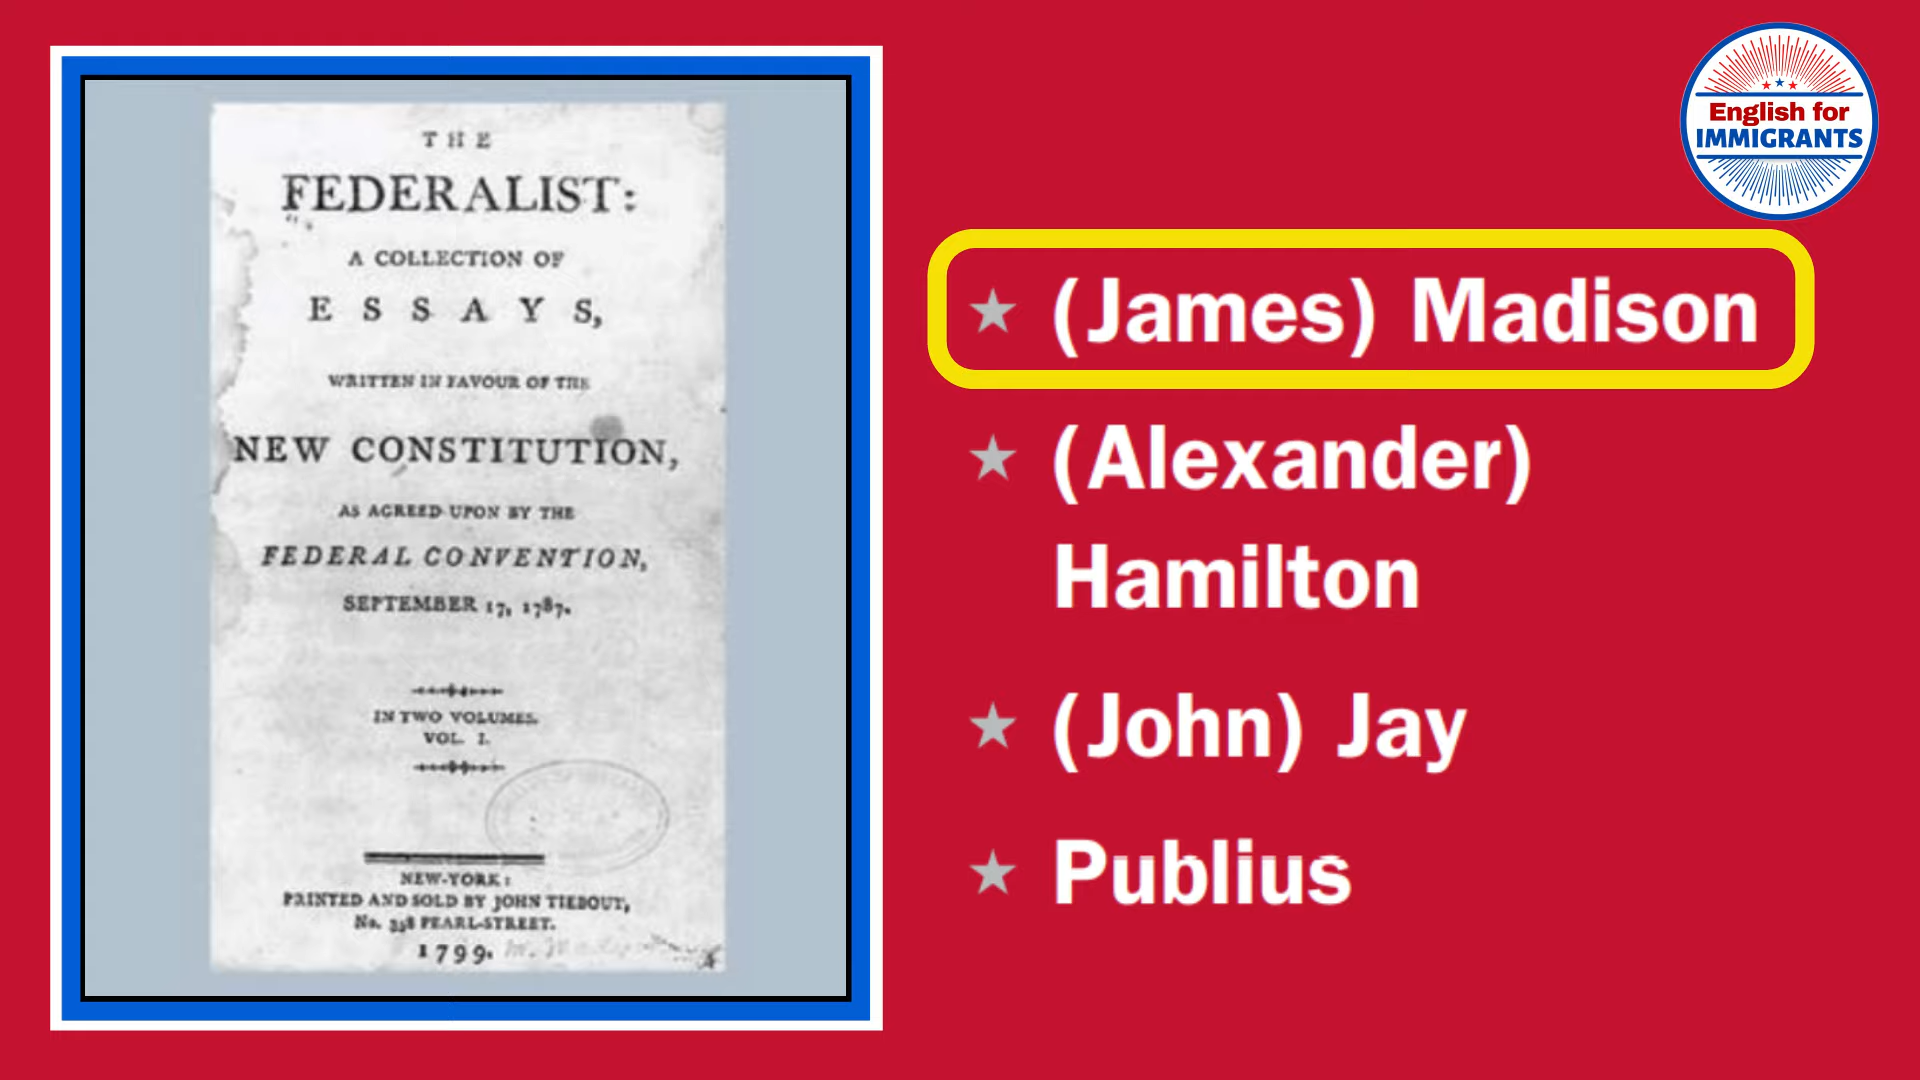 THE
FEDERALIST:
A COLLECTION OF
ESSAYS,
WRITTEN IN FAVOUR OF THE
NEW CONSTITUTION,
AS AGREED UPON BY THE
FEDERAL CONVENTION,
SEPTEMBER 17, 1787.
IN TWO VOLUMES.
VOL. I.
NEW-YORK:
PRINTED AND SOLD BY JOHN TIEBOUT,
No. 358 PEARL-STREET.
1799.
English for
IMMIGRANTS
(James) Madison
(Alexander)
Hamilton
(John) Jay
Publius